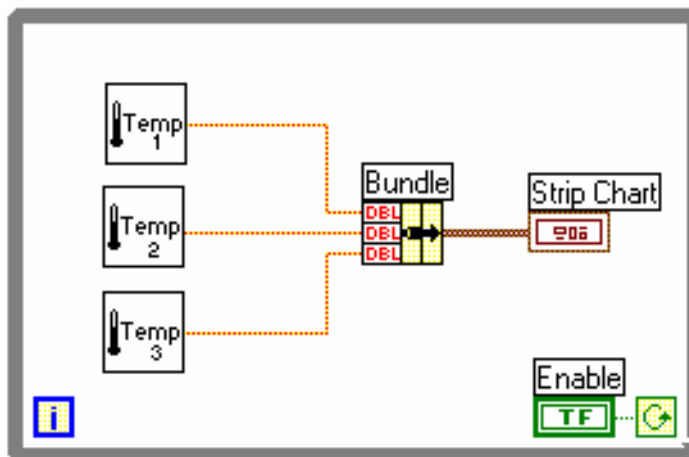 Temp
1
Bundle
Strip Chart
DBL
Temp
2
DBL
DBL
Temp
3
Enable
i
TF